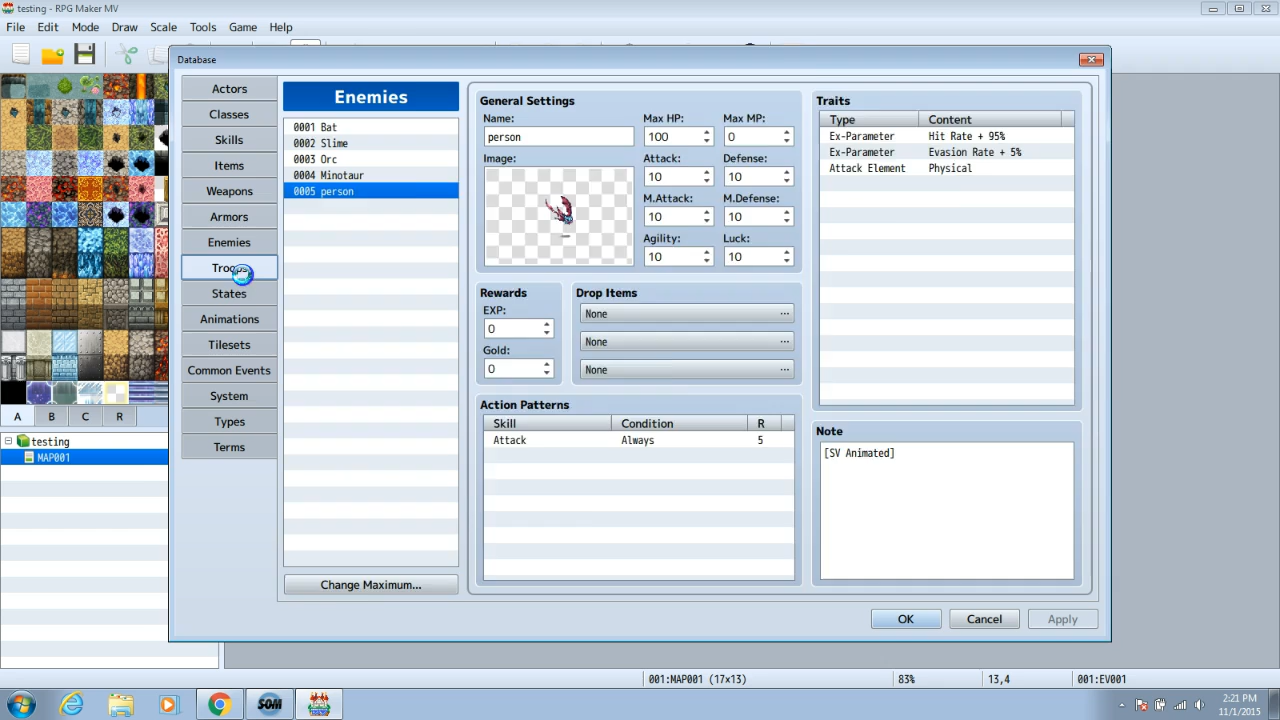 testing - RPG Maker MV
File Edit Mode Draw Scale Tools Game Help
Database
Actors
Classes
Skills
Items
Weapons
Armors
Enemies
Troops
States
Animations
Tilesets
Common Events
System
Types
Terms
Enemies
0001 Bat
0002 Slime
0003 Orc
0004 Minotaur
0005 person
Change Maximum...
General Settings
Name:
person
Image:
Max HP: Max MP:
100 0
Attack: Defense:
10 10
M.Attack: M.Defense:
10 10
Agility: Luck:
10 10
Rewards
EXP:
0
Gold:
0
Drop Items
None ...
None ...
None ...
Action Patterns
Skill Condition R
Attack Always 5
Traits
Type Content
Ex-Parameter Hit Rate + 95%
Ex-Parameter Evasion Rate + 5%
Attack Element Physical
Note
[SV Animated]
OK Cancel Apply
A B C R
testing
MAP001
001:MAP001 (17x13) 83% 13,4 001:EV001
SOM
2:21 PM
11/1/2015